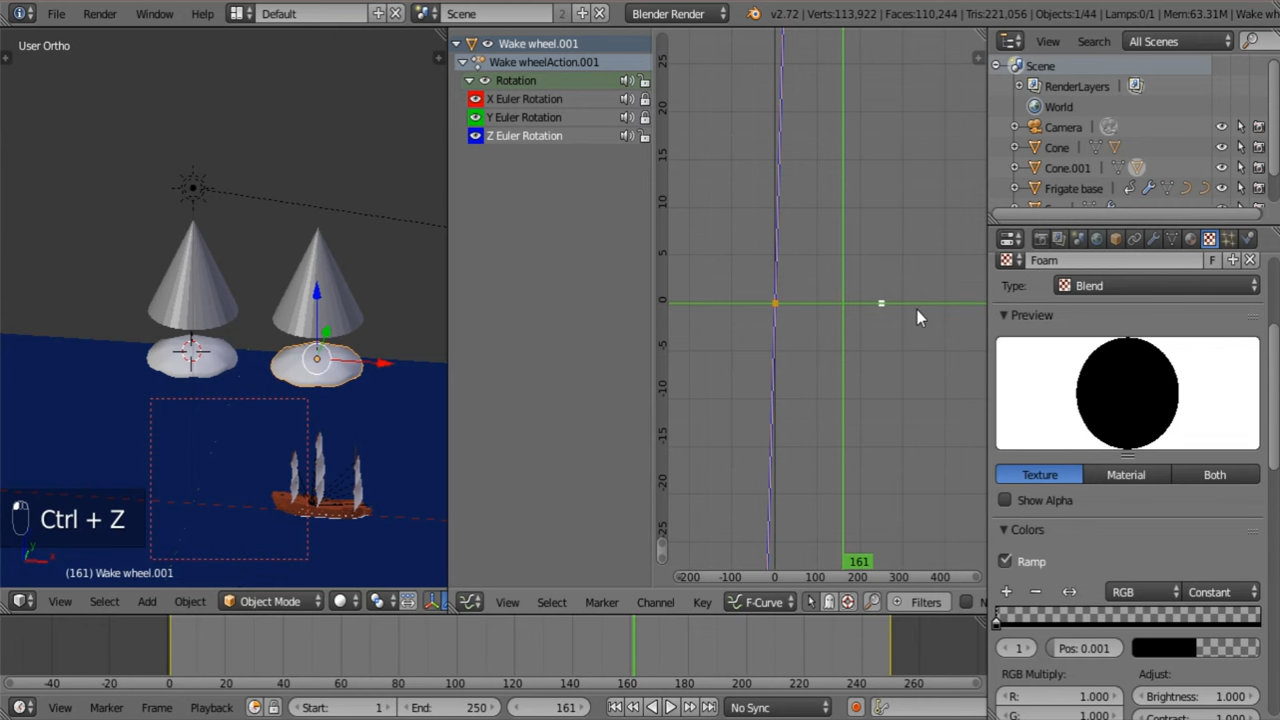 File Render Window Help Default Scene 2 Blender Render v2.72 | Verts:113,922 | Faces:110,244 | Tris:221,056 | Objects:1/44 | Lamps:0/1 | Mem:63.31M | Wake wh
User Ortho
Wake wheel.001
Wake wheelAction.001
Rotation
X Euler Rotation
Y Euler Rotation
Z Euler Rotation
25
20
15
10
5
0
-5
-10
-15
-20
-25
161
-200 -100 0 100 200 300 400
View Search All Scenes
Scene
RenderLayers
World
Camera
Cone
Cone.001
Frigate base
Foam F
Type: Blend
Preview
Texture Material Both
Show Alpha
Colors
Ramp
RGB Constant
1 Pos: 0.001
RGB Multiply: Adjust:
R: 1.000 Brightness: 1.000
G: 1.000 Contrast: 1.000
Ctrl + Z
(161) Wake wheel.001
View Select Add Object Object Mode
View Select Marker Channel Key F-Curve Filters N
-40 -20 0 20 40 60 80 100 120 140 160 180 200 220 240 260
View Marker Frame Playback Start: 1 End: 250 161 No Sync